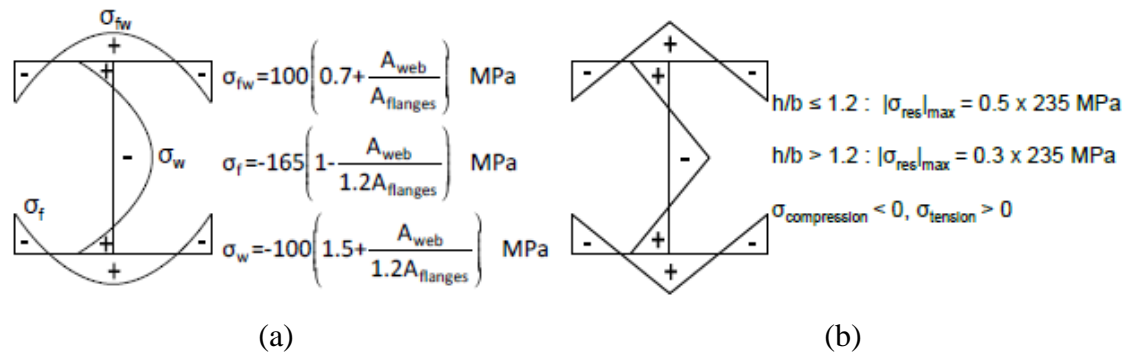 σfw
+
- + -
σfw=100(0.7+ Aweb/Aflanges) MPa
- σw
σf=-165(1- Aweb/1.2Aflanges) MPa
σf
- + -
+
σw=-100(1.5+ Aweb/1.2Aflanges) MPa
(a)
+
- + -
h/b ≤ 1.2 : |σres|max = 0.5 x 235 MPa
-
h/b > 1.2 : |σres|max = 0.3 x 235 MPa
σcompression < 0, σtension > 0
- + -
+
(b)